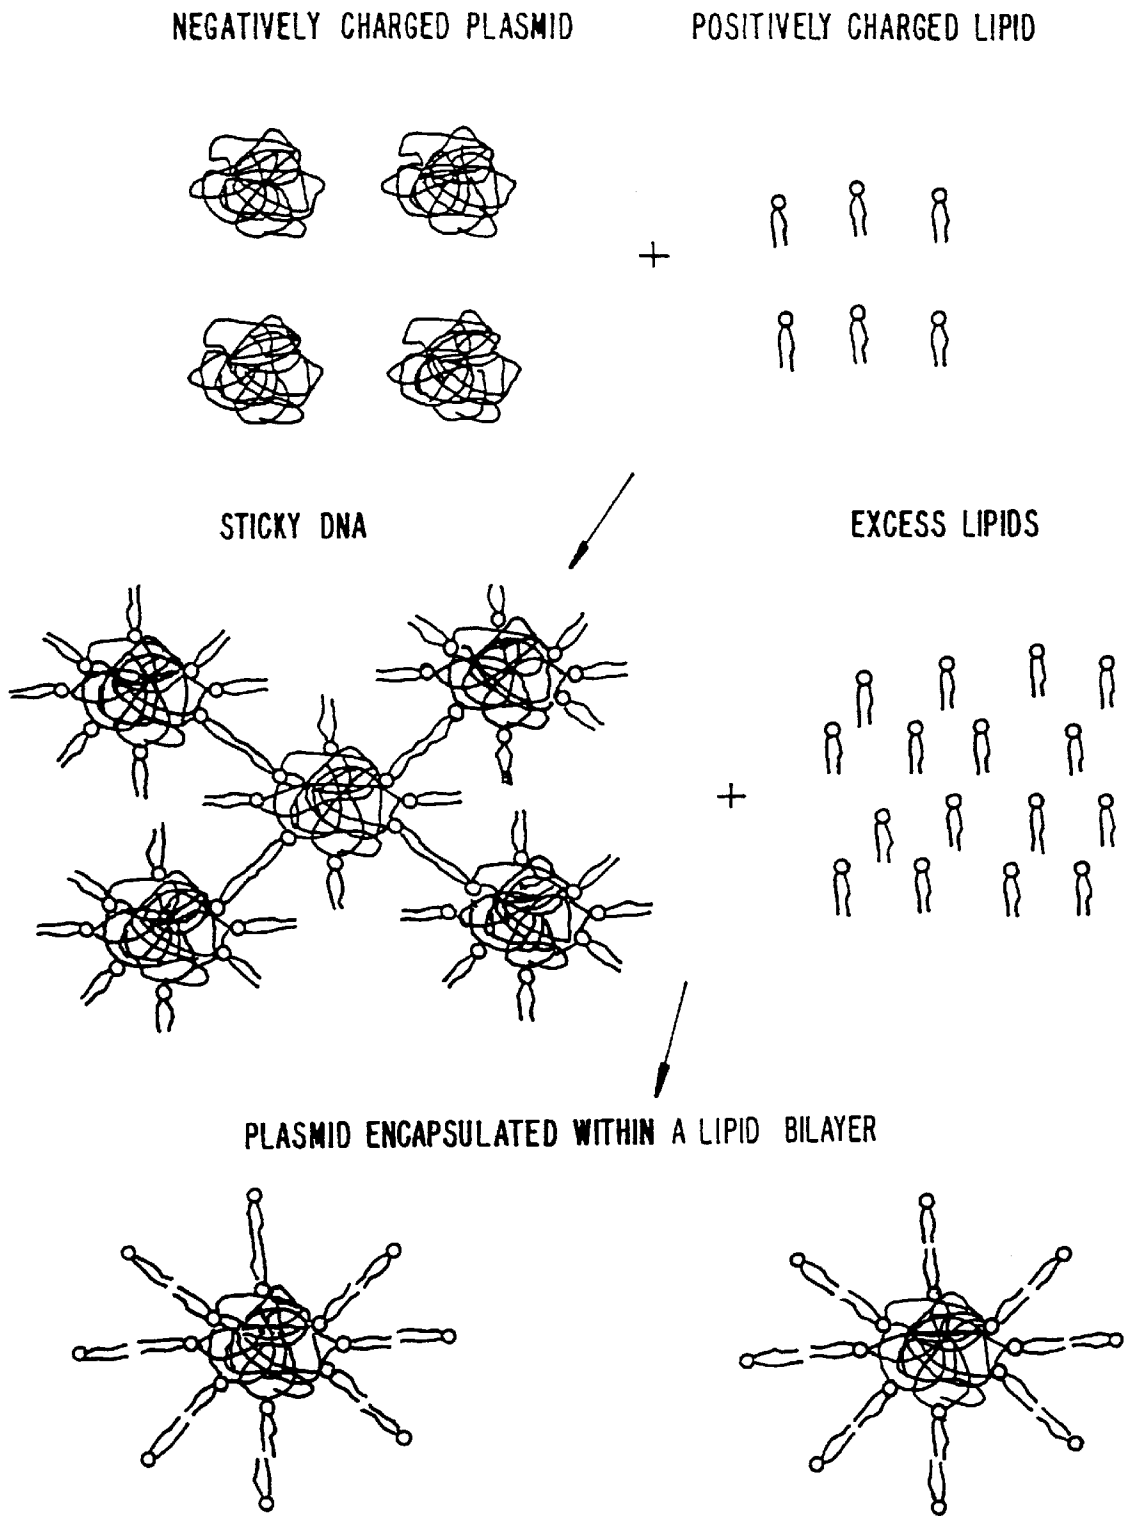 NEGATIVELY CHARGED PLASMID
POSITIVELY CHARGED LIPID
+
STICKY DNA
EXCESS LIPIDS
+
PLASMID ENCAPSULATED WITHIN A LIPID BILAYER